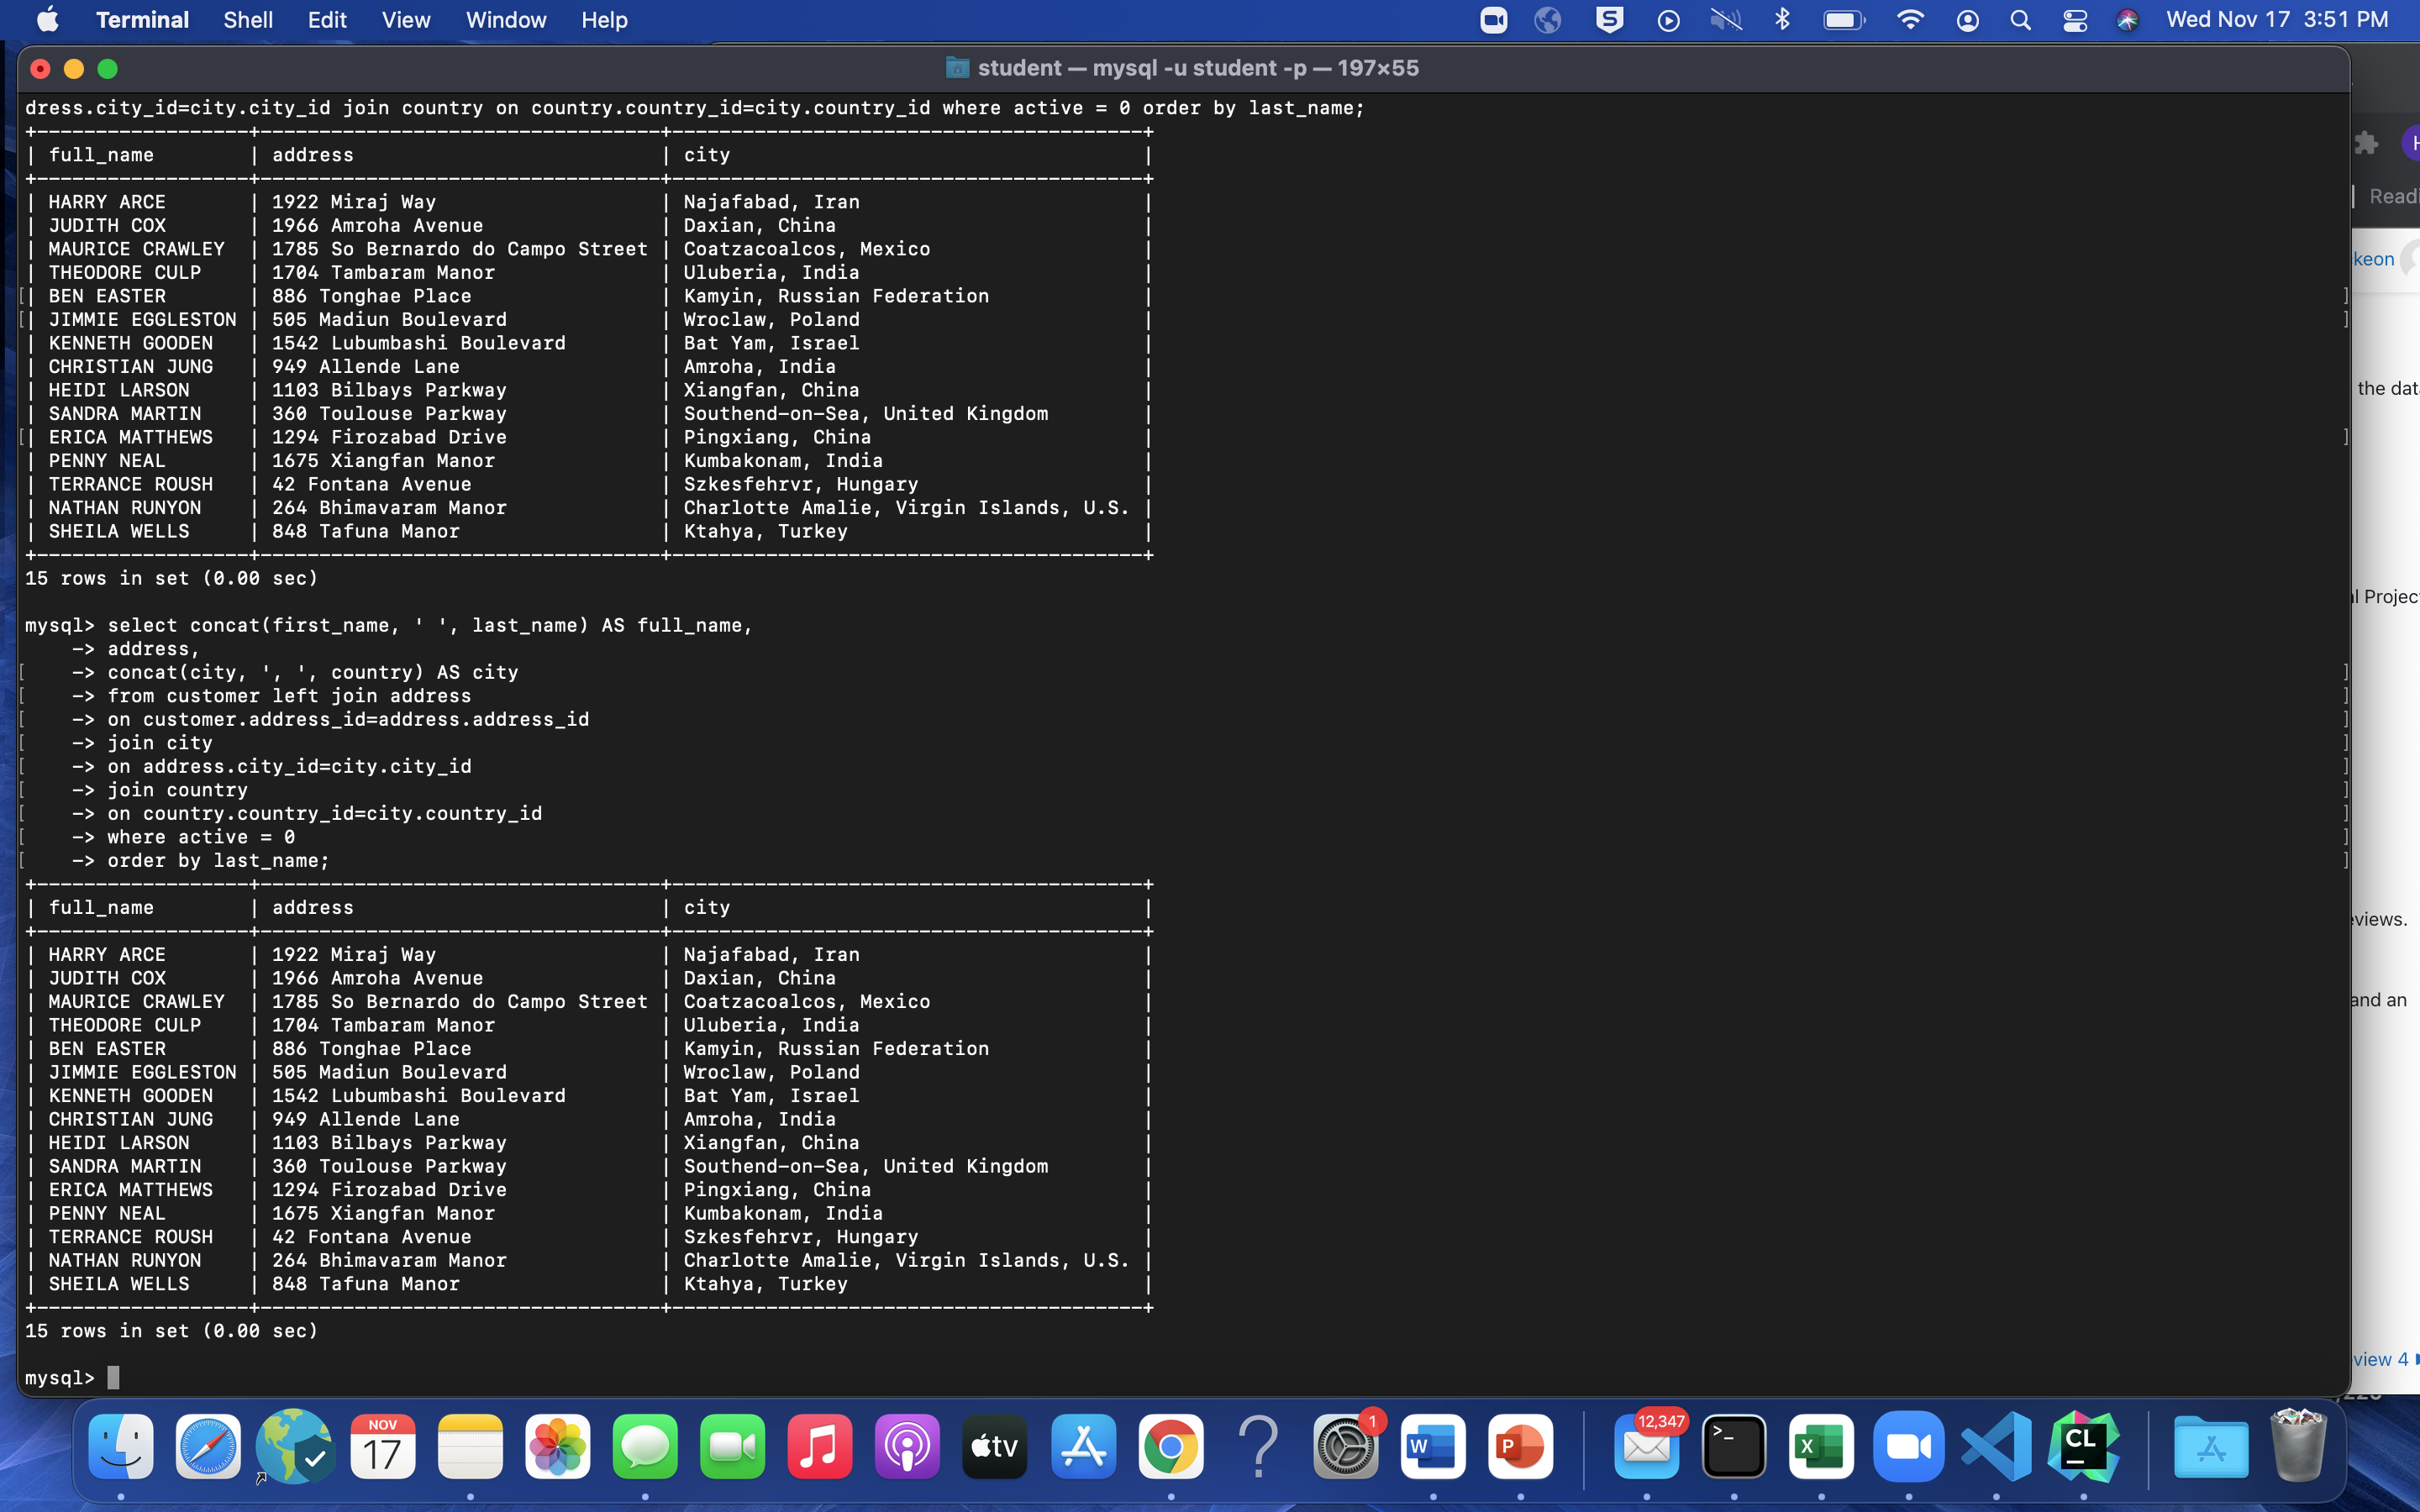 Terminal Shell Edit View Window Help Wed Nov 17 3:51 PM
student — mysql -u student -p — 197×55
dress.city_id=city.city_id join country on country.country_id=city.country_id where active = 0 order by last_name;
+------------------+----------------------------------+----------------------------------------+
| full_name        | address                          | city                                   |
+------------------+----------------------------------+----------------------------------------+
| HARRY ARCE       | 1922 Miraj Way                   | Najafabad, Iran                        |
| JUDITH COX       | 1966 Amroha Avenue               | Daxian, China                          |
| MAURICE CRAWLEY  | 1785 So Bernardo do Campo Street | Coatzacoalcos, Mexico                  |
| THEODORE CULP    | 1704 Tambaram Manor              | Uluberia, India                        |
[| BEN EASTER       | 886 Tonghae Place                | Kamyin, Russian Federation             | ]
[| JIMMIE EGGLESTON | 505 Madiun Boulevard             | Wroclaw, Poland                        | ]
| KENNETH GOODEN   | 1542 Lubumbashi Boulevard        | Bat Yam, Israel                        |
| CHRISTIAN JUNG   | 949 Allende Lane                 | Amroha, India                          |
| HEIDI LARSON     | 1103 Bilbays Parkway             | Xiangfan, China                        |
| SANDRA MARTIN    | 360 Toulouse Parkway             | Southend-on-Sea, United Kingdom        |
[| ERICA MATTHEWS   | 1294 Firozabad Drive             | Pingxiang, China                       | ]
| PENNY NEAL       | 1675 Xiangfan Manor              | Kumbakonam, India                      |
| TERRANCE ROUSH   | 42 Fontana Avenue                | Szkesfehrvr, Hungary                   |
| NATHAN RUNYON    | 264 Bhimavaram Manor             | Charlotte Amalie, Virgin Islands, U.S. |
| SHEILA WELLS     | 848 Tafuna Manor                 | Ktahya, Turkey                         |
+------------------+----------------------------------+----------------------------------------+
15 rows in set (0.00 sec)
mysql> select concat(first_name, ' ', last_name) AS full_name,
    -> address,
[    -> concat(city, ', ', country) AS city ]
[    -> from customer left join address ]
[    -> on customer.address_id=address.address_id ]
[    -> join city ]
[    -> on address.city_id=city.city_id ]
[    -> join country ]
[    -> on country.country_id=city.country_id ]
[    -> where active = 0 ]
[    -> order by last_name; ]
+------------------+----------------------------------+----------------------------------------+
| full_name        | address                          | city                                   |
+------------------+----------------------------------+----------------------------------------+
| HARRY ARCE       | 1922 Miraj Way                   | Najafabad, Iran                        |
| JUDITH COX       | 1966 Amroha Avenue               | Daxian, China                          |
| MAURICE CRAWLEY  | 1785 So Bernardo do Campo Street | Coatzacoalcos, Mexico                  |
| THEODORE CULP    | 1704 Tambaram Manor              | Uluberia, India                        |
| BEN EASTER       | 886 Tonghae Place                | Kamyin, Russian Federation             |
| JIMMIE EGGLESTON | 505 Madiun Boulevard             | Wroclaw, Poland                        |
| KENNETH GOODEN   | 1542 Lubumbashi Boulevard        | Bat Yam, Israel                        |
| CHRISTIAN JUNG   | 949 Allende Lane                 | Amroha, India                          |
| HEIDI LARSON     | 1103 Bilbays Parkway             | Xiangfan, China                        |
| SANDRA MARTIN    | 360 Toulouse Parkway             | Southend-on-Sea, United Kingdom        |
| ERICA MATTHEWS   | 1294 Firozabad Drive             | Pingxiang, China                       |
| PENNY NEAL       | 1675 Xiangfan Manor              | Kumbakonam, India                      |
| TERRANCE ROUSH   | 42 Fontana Avenue                | Szkesfehrvr, Hungary                   |
| NATHAN RUNYON    | 264 Bhimavaram Manor             | Charlotte Amalie, Virgin Islands, U.S. |
| SHEILA WELLS     | 848 Tafuna Manor                 | Ktahya, Turkey                         |
+------------------+----------------------------------+----------------------------------------+
15 rows in set (0.00 sec)
mysql>
H
Readi
keon
the dat
l Projec
views.
and an
view 4
NOV
17
tv
1
W
P
12,347
>_
X
CL